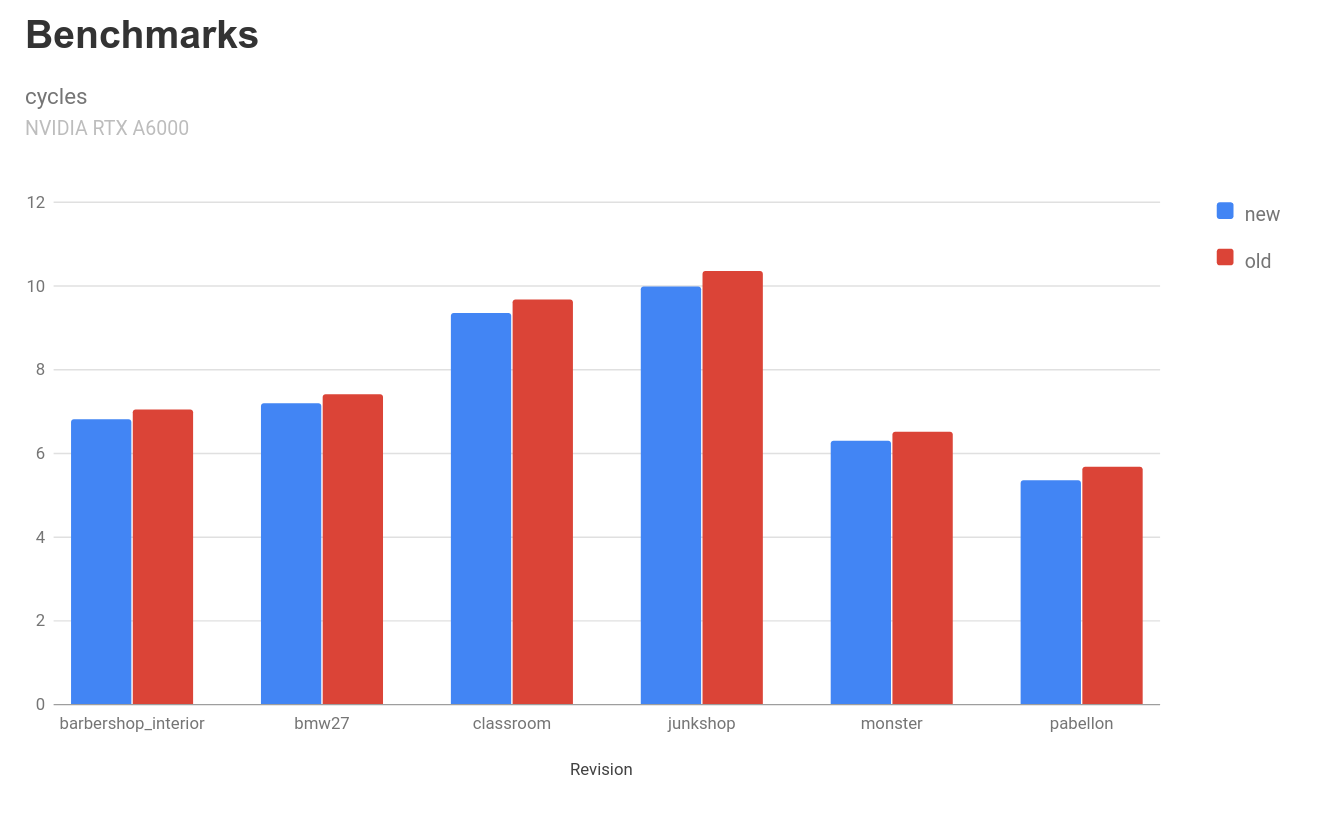 Benchmarks
cycles
NVIDIA RTX A6000
12
10
8
6
4
2
0
new
old
barbershop_interior bmw27 classroom junkshop monster pabellon
Revision